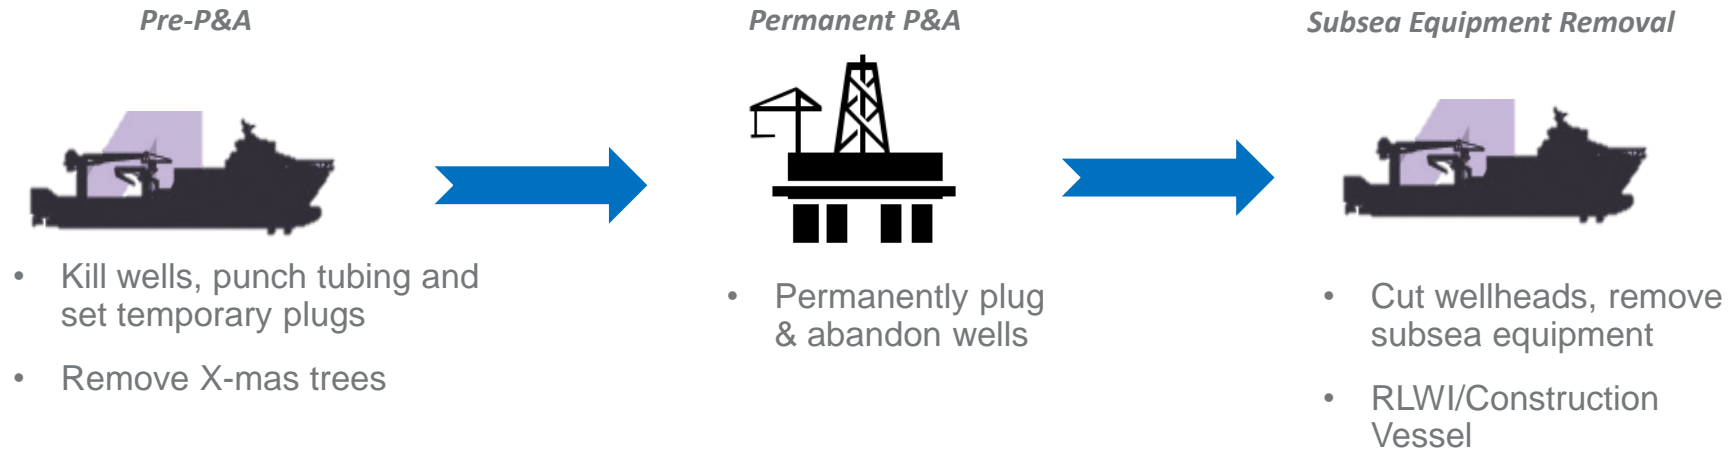 Pre-P&A
Permanent P&A
Subsea Equipment Removal
• Kill wells, punch tubing and
set temporary plugs
• Remove X-mas trees
• Permanently plug
& abandon wells
• Cut wellheads, remove
subsea equipment
• RLWI/Construction
Vessel